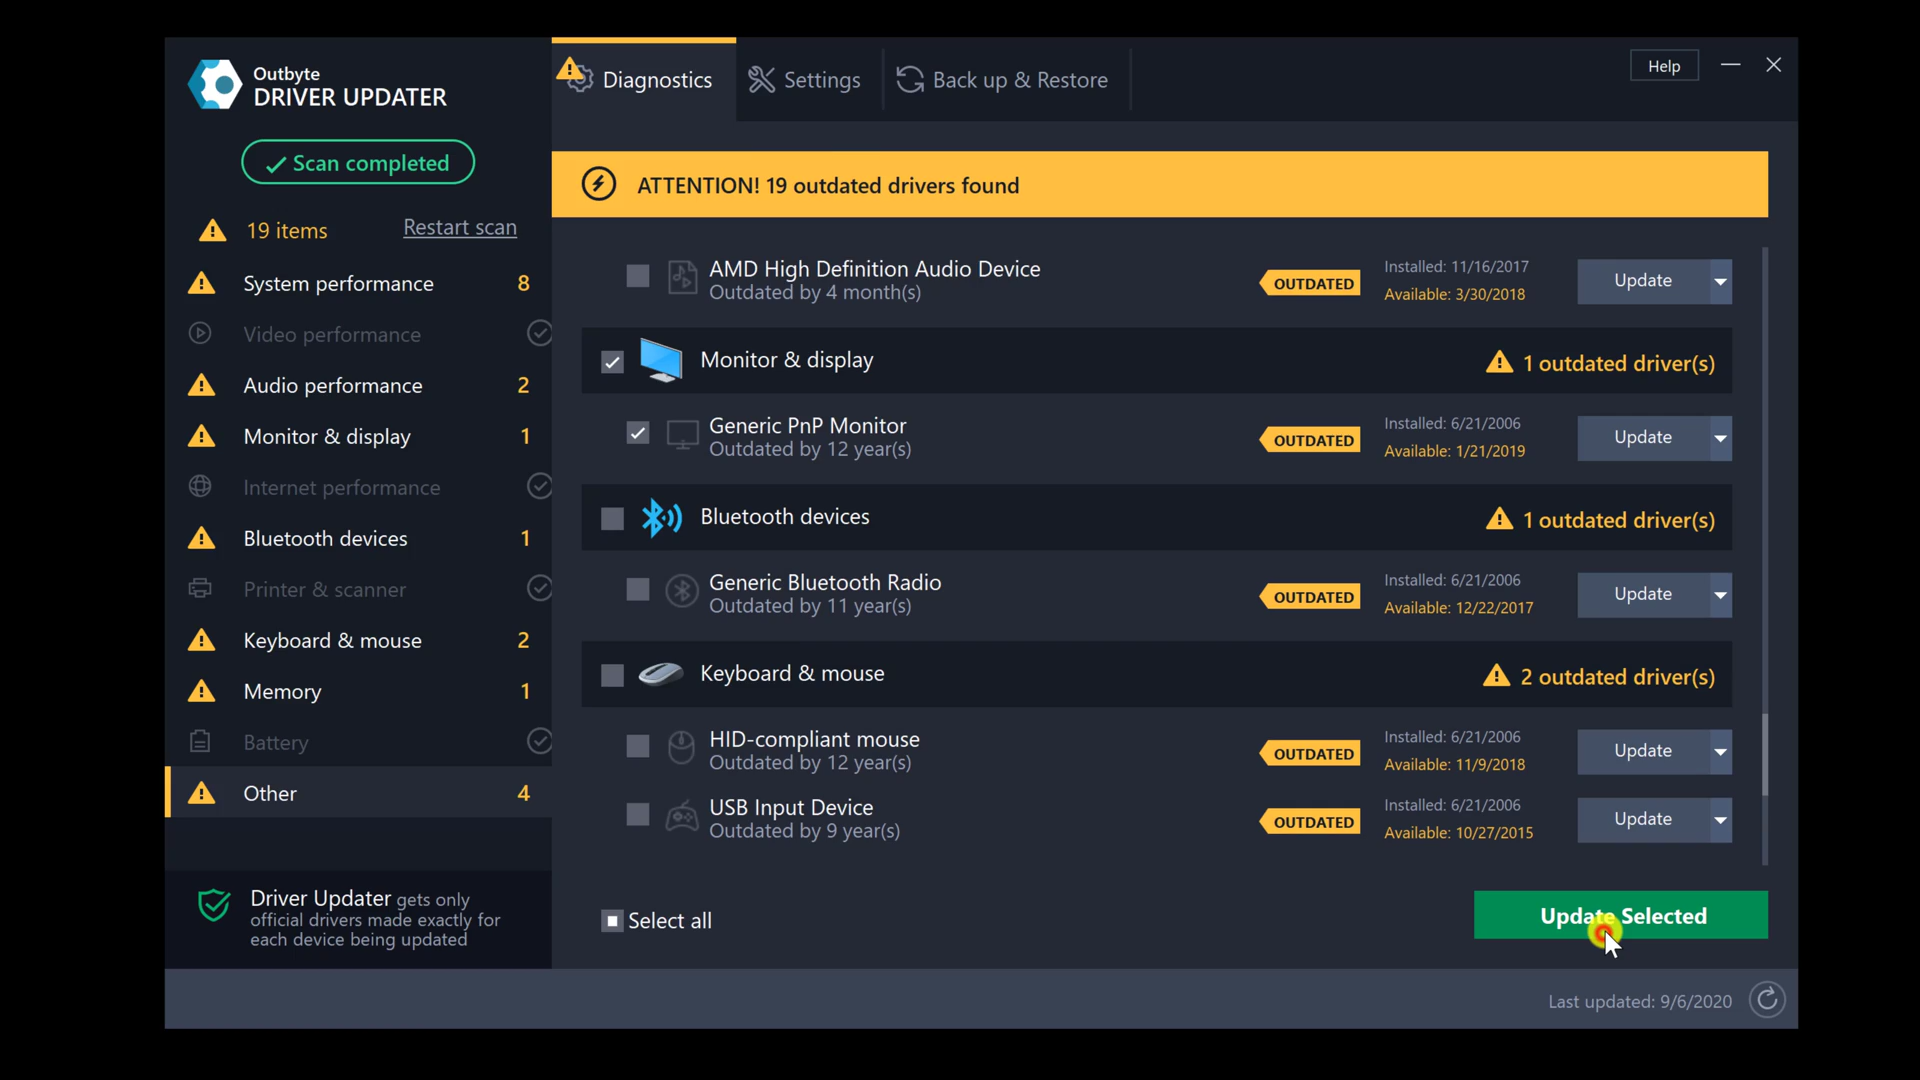 Outbyte
DRIVER UPDATER
Scan completed
19 items
Restart scan
System performance 8
Video performance
Audio performance 2
Monitor & display 1
Internet performance
Bluetooth devices 1
Printer & scanner
Keyboard & mouse 2
Memory 1
Battery
Other 4
Driver Updater gets only
official drivers made exactly for
each device being updated
Diagnostics
Settings
Back up & Restore
Help
ATTENTION! 19 outdated drivers found
AMD High Definition Audio Device
Outdated by 4 month(s)
OUTDATED
Installed: 11/16/2017
Available: 3/30/2018
Update
Monitor & display
1 outdated driver(s)
Generic PnP Monitor
Outdated by 12 year(s)
OUTDATED
Installed: 6/21/2006
Available: 1/21/2019
Update
Bluetooth devices
1 outdated driver(s)
Generic Bluetooth Radio
Outdated by 11 year(s)
OUTDATED
Installed: 6/21/2006
Available: 12/22/2017
Update
Keyboard & mouse
2 outdated driver(s)
HID-compliant mouse
Outdated by 12 year(s)
OUTDATED
Installed: 6/21/2006
Available: 11/9/2018
Update
USB Input Device
Outdated by 9 year(s)
OUTDATED
Installed: 6/21/2006
Available: 10/27/2015
Update
Select all
Update Selected
Last updated: 9/6/2020